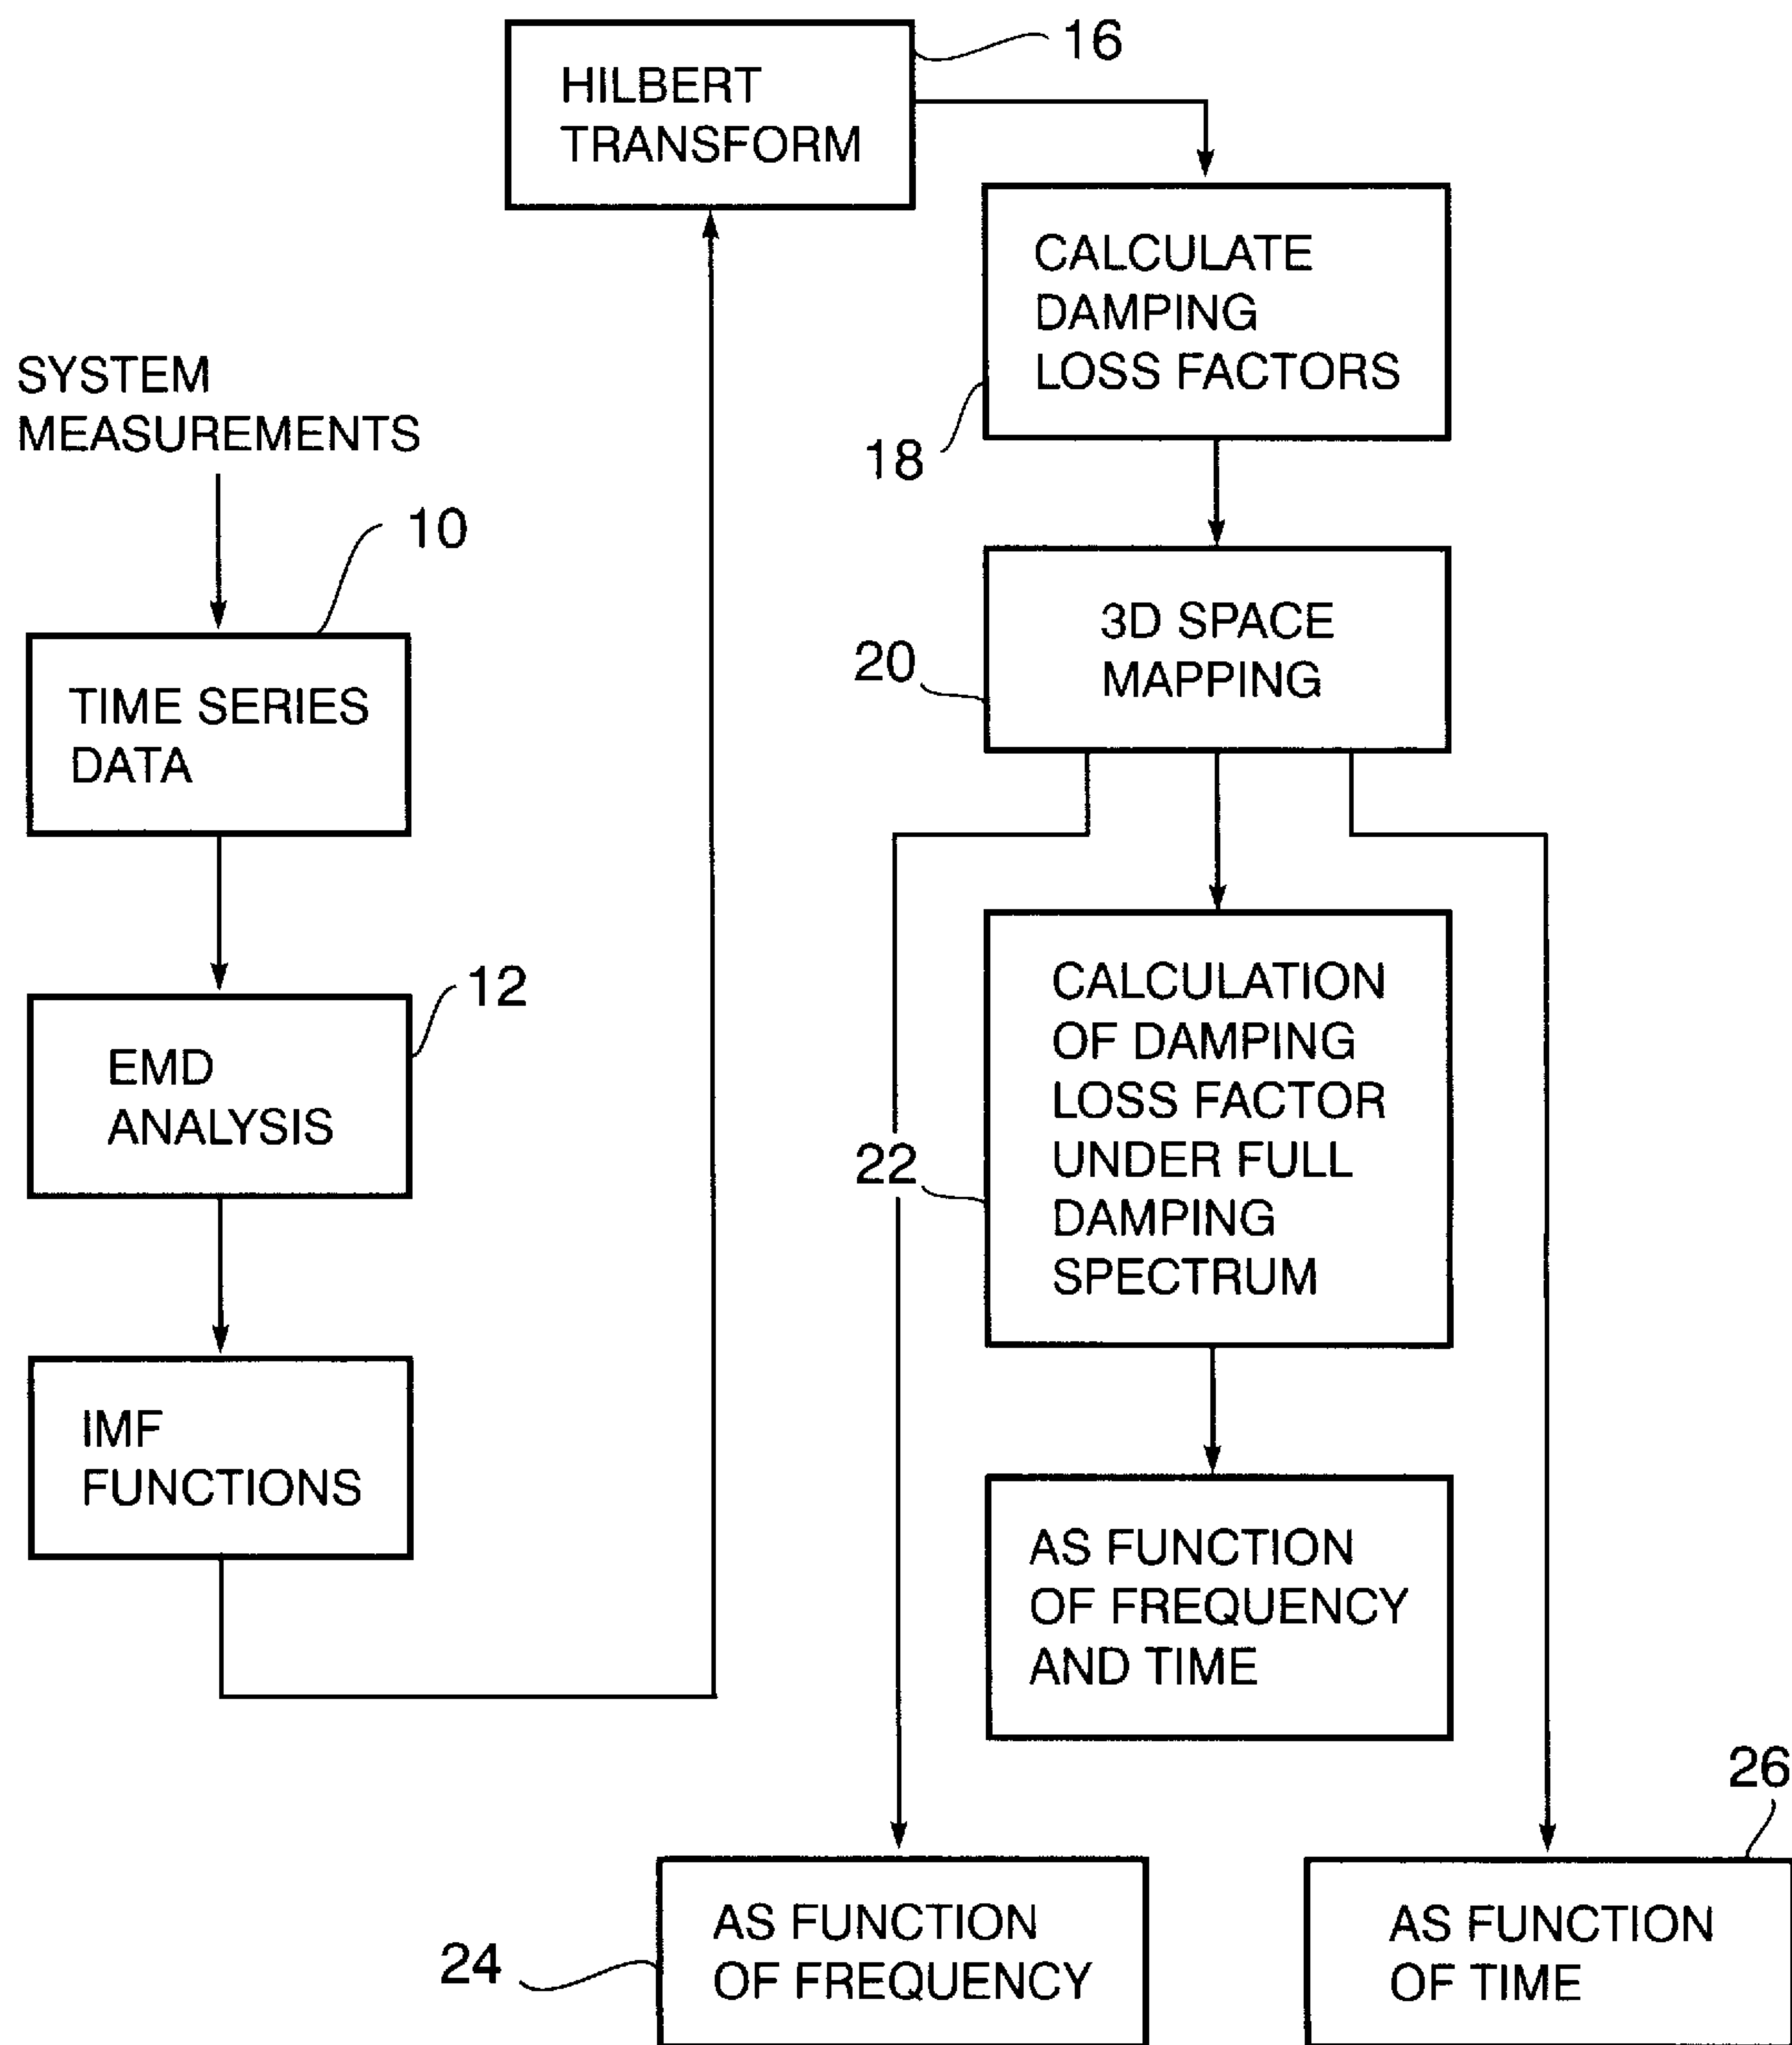 16
HILBERT
TRANSFORM
CALCULATE
DAMPING
LOSS FACTORS
18
SYSTEM
MEASUREMENTS
10
TIME SERIES
DATA
3D SPACE
MAPPING
20
12
EMD
ANALYSIS
CALCULATION
OF DAMPING
LOSS FACTOR
UNDER FULL
DAMPING
SPECTRUM
22
IMF
FUNCTIONS
AS FUNCTION
OF FREQUENCY
AND TIME
24
AS FUNCTION
OF FREQUENCY
26
AS FUNCTION
OF TIME